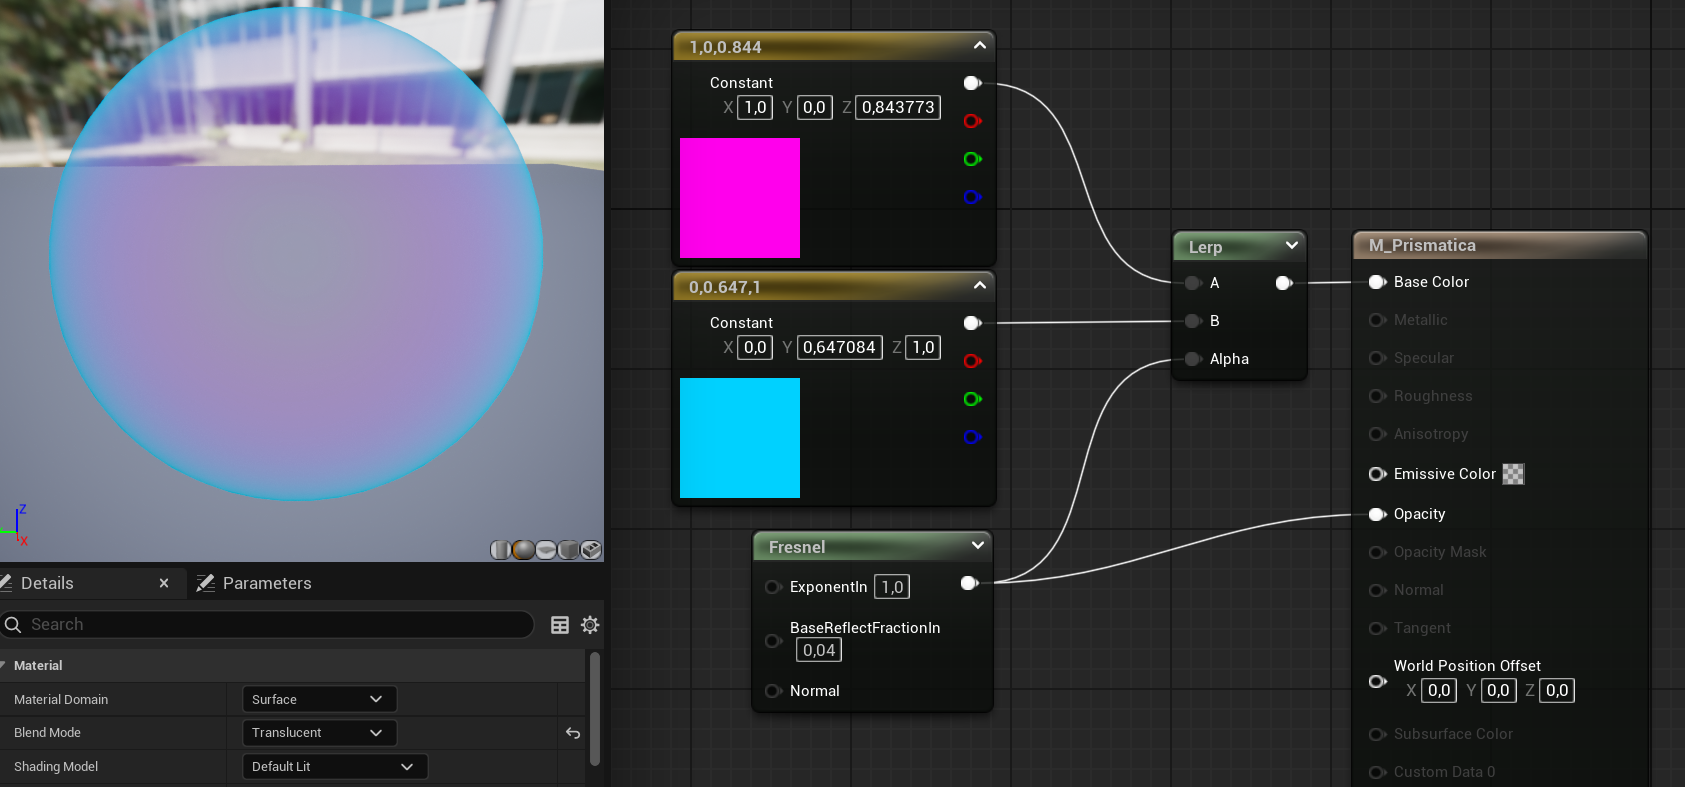 1,0,0.844
Constant
X 1,0 Y 0,0 Z 0,843773
0,0.647,1
Constant
X 0,0 Y 0,647084 Z 1,0
Fresnel
ExponentIn 1,0
BaseReflectFractionIn
0,04
Normal
Lerp
A
B
Alpha
M_Prismatica
Base Color
Metallic
Specular
Roughness
Anisotropy
Emissive Color
Opacity
Opacity Mask
Normal
Tangent
World Position Offset
X 0,0 Y 0,0 Z 0,0
Subsurface Color
Custom Data 0
Z
X
Details
Parameters
Search
Material
Material Domain Surface
Blend Mode Translucent
Shading Model Default Lit